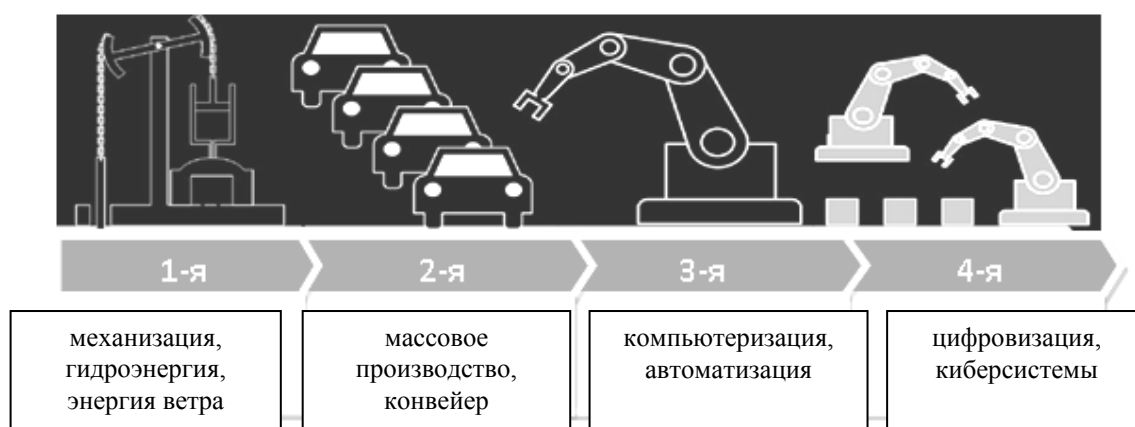 1-я
2-я
3-я
4-я
механизация,
гидроэнергия,
энергия ветра
массовое
производство,
конвейер
компьютеризация,
автоматизация
цифровизация,
киберсистемы